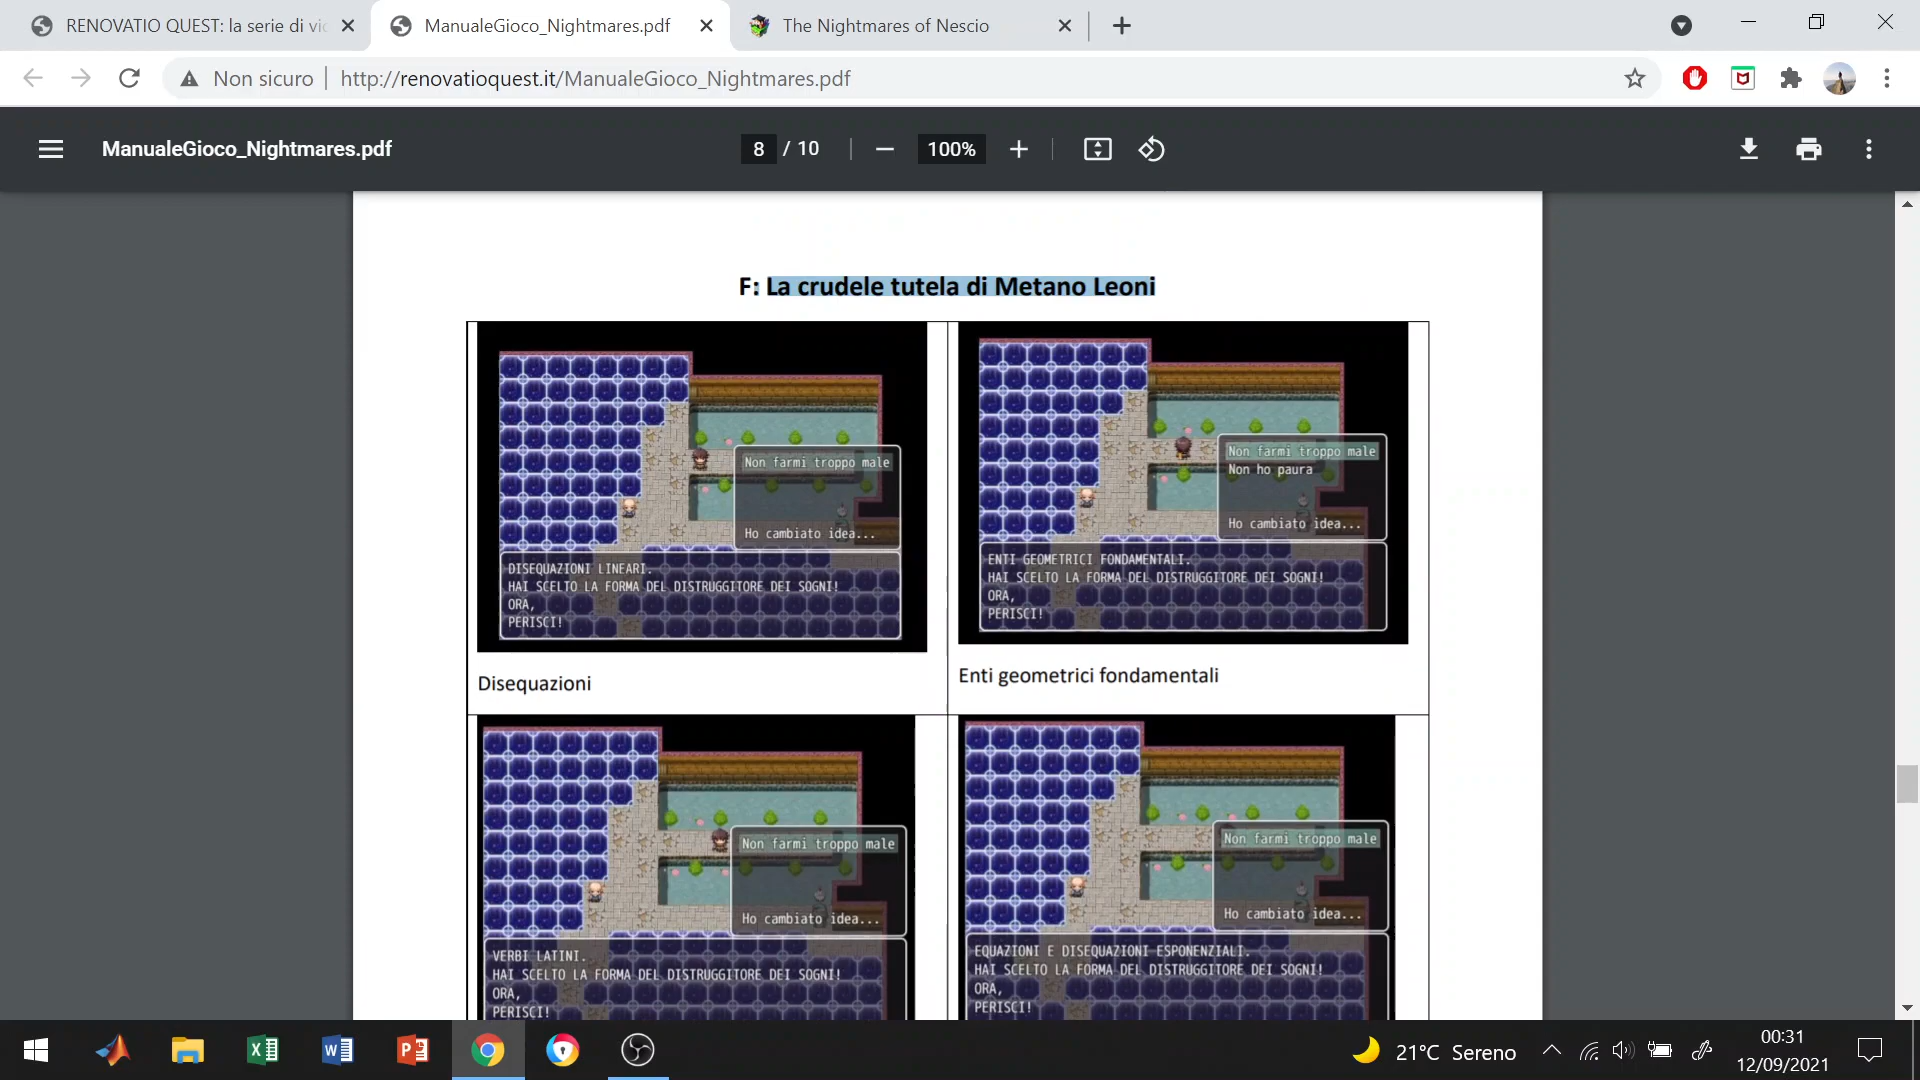 RENOVATIO QUEST: la serie di vi
ManualeGioco_Nightmares.pdf
The Nightmares of Nescio
Non sicuro
http://renovatioquest.it/ManualeGioco_Nightmares.pdf
ManualeGioco_Nightmares.pdf
8 / 10
100%
F: La crudele tutela di Metano Leoni
Non farmi troppo male
Ho cambiato idea...
DISEQUAZIONI LINEARI.
HAI SCELTO LA FORMA DEL DISTRUGGITORE DEI SOGNI!
ORA,
PERISCI!
Disequazioni
Non farmi troppo male
Non ho paura
Ho cambiato idea...
ENTI GEOMETRICI FONDAMENTALI.
HAI SCELTO LA FORMA DEL DISTRUGGITORE DEI SOGNI!
ORA,
PERISCI!
Enti geometrici fondamentali
Non farmi troppo male
Ho cambiato idea...
VERBI LATINI.
HAI SCELTO LA FORMA DEL DISTRUGGITORE DEI SOGNI!
ORA,
PERISCI!
Non farmi troppo male
Ho cambiato idea...
EQUAZIONI E DISEQUAZIONI ESPONENZIALI.
HAI SCELTO LA FORMA DEL DISTRUGGITORE DEI SOGNI!
ORA,
PERISCI!
21°C Sereno
00:31
12/09/2021